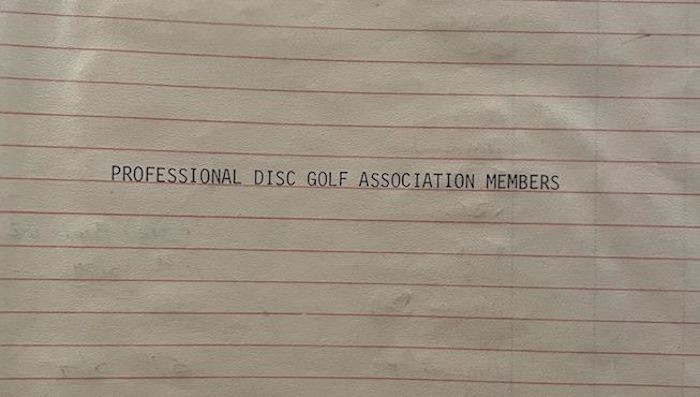 PROFESSIONAL DISC GOLF ASSOCIATION MEMBERS